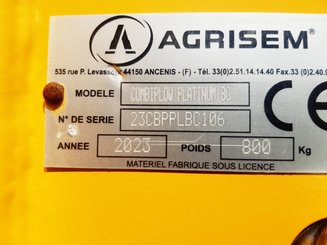 AGRISEM®
535 rue P. Levasseur 44150 ANCENIS - (F) - Tél. 33(0)2.51.14.14.40 Fax.33 (0)2.40.9
MODELE COMBIPLOW PLATINUM BC
N° DE SERIE 23CBPPLBC106
CE
ANNEE 2023 POIDS 800 Kg
MATERIEL FABRIQUE SOUS LICENCE